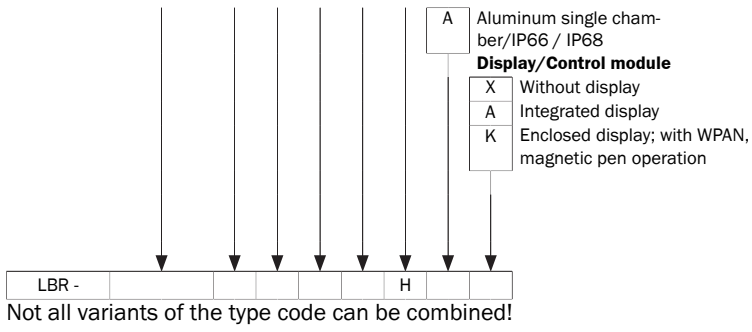 A Aluminum single cham-
ber/IP66 / IP68
Display/Control module
X Without display
A Integrated display
K Enclosed display; with WPAN,
magnetic pen operation
LBR - H
Not all variants of the type code can be combined!